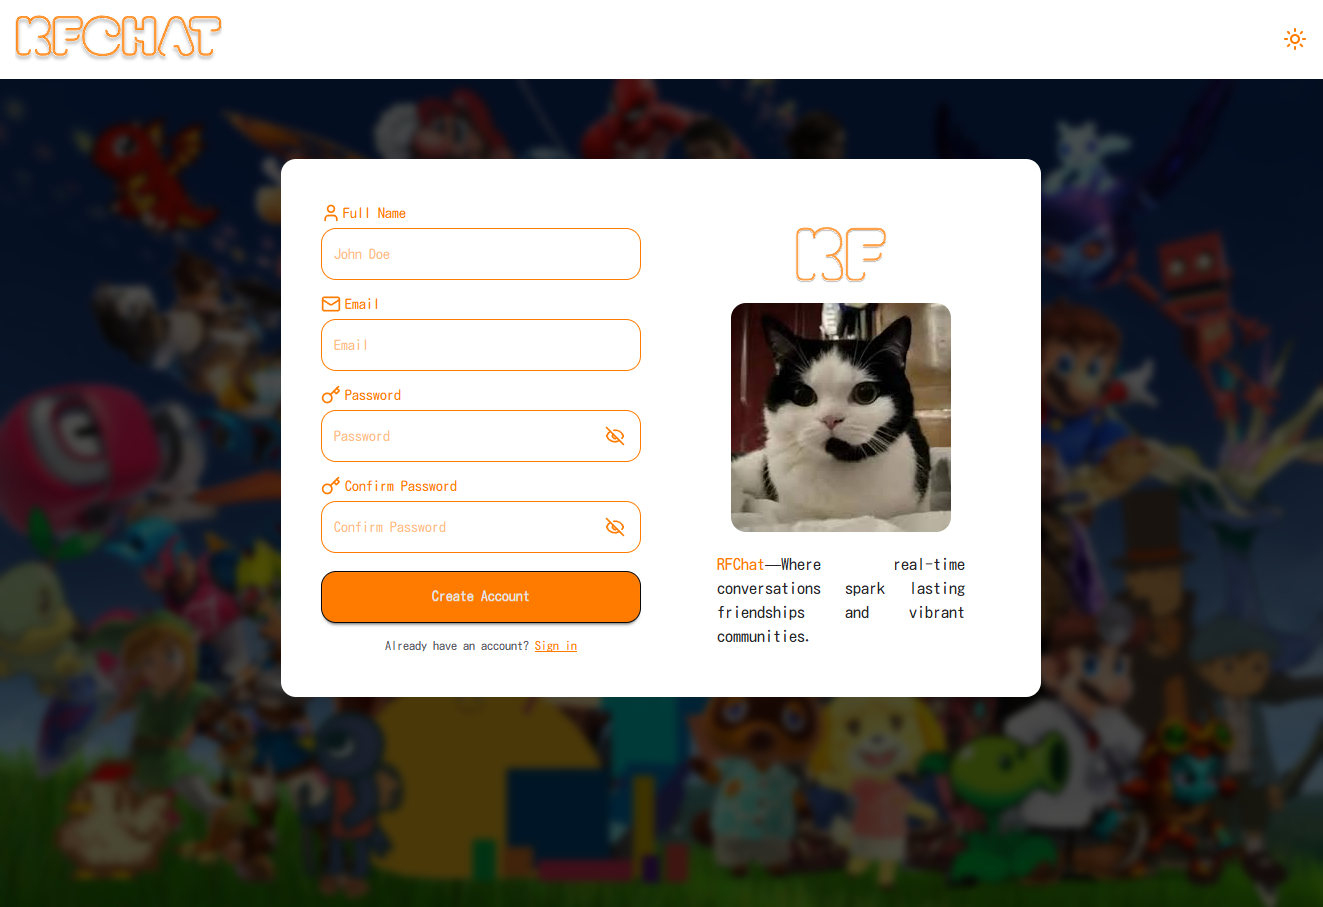 RFCHAT
Full Name
John Doe
Email
Email
Password
Password
Confirm Password
Confirm Password
Create Account
Already have an account? Sign in
RF
RFChat—Where real-time
conversations spark lasting
friendships and vibrant
communities.